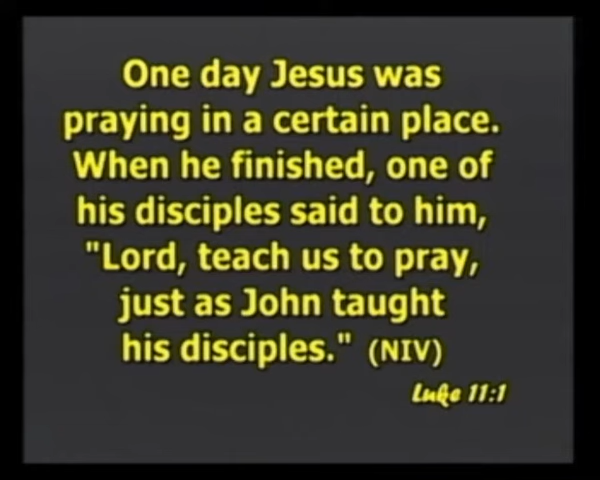 One day Jesus was
praying in a certain place.
When he finished, one of
his disciples said to him,
"Lord, teach us to pray,
just as John taught
his disciples." (NIV)
Luke 11:1